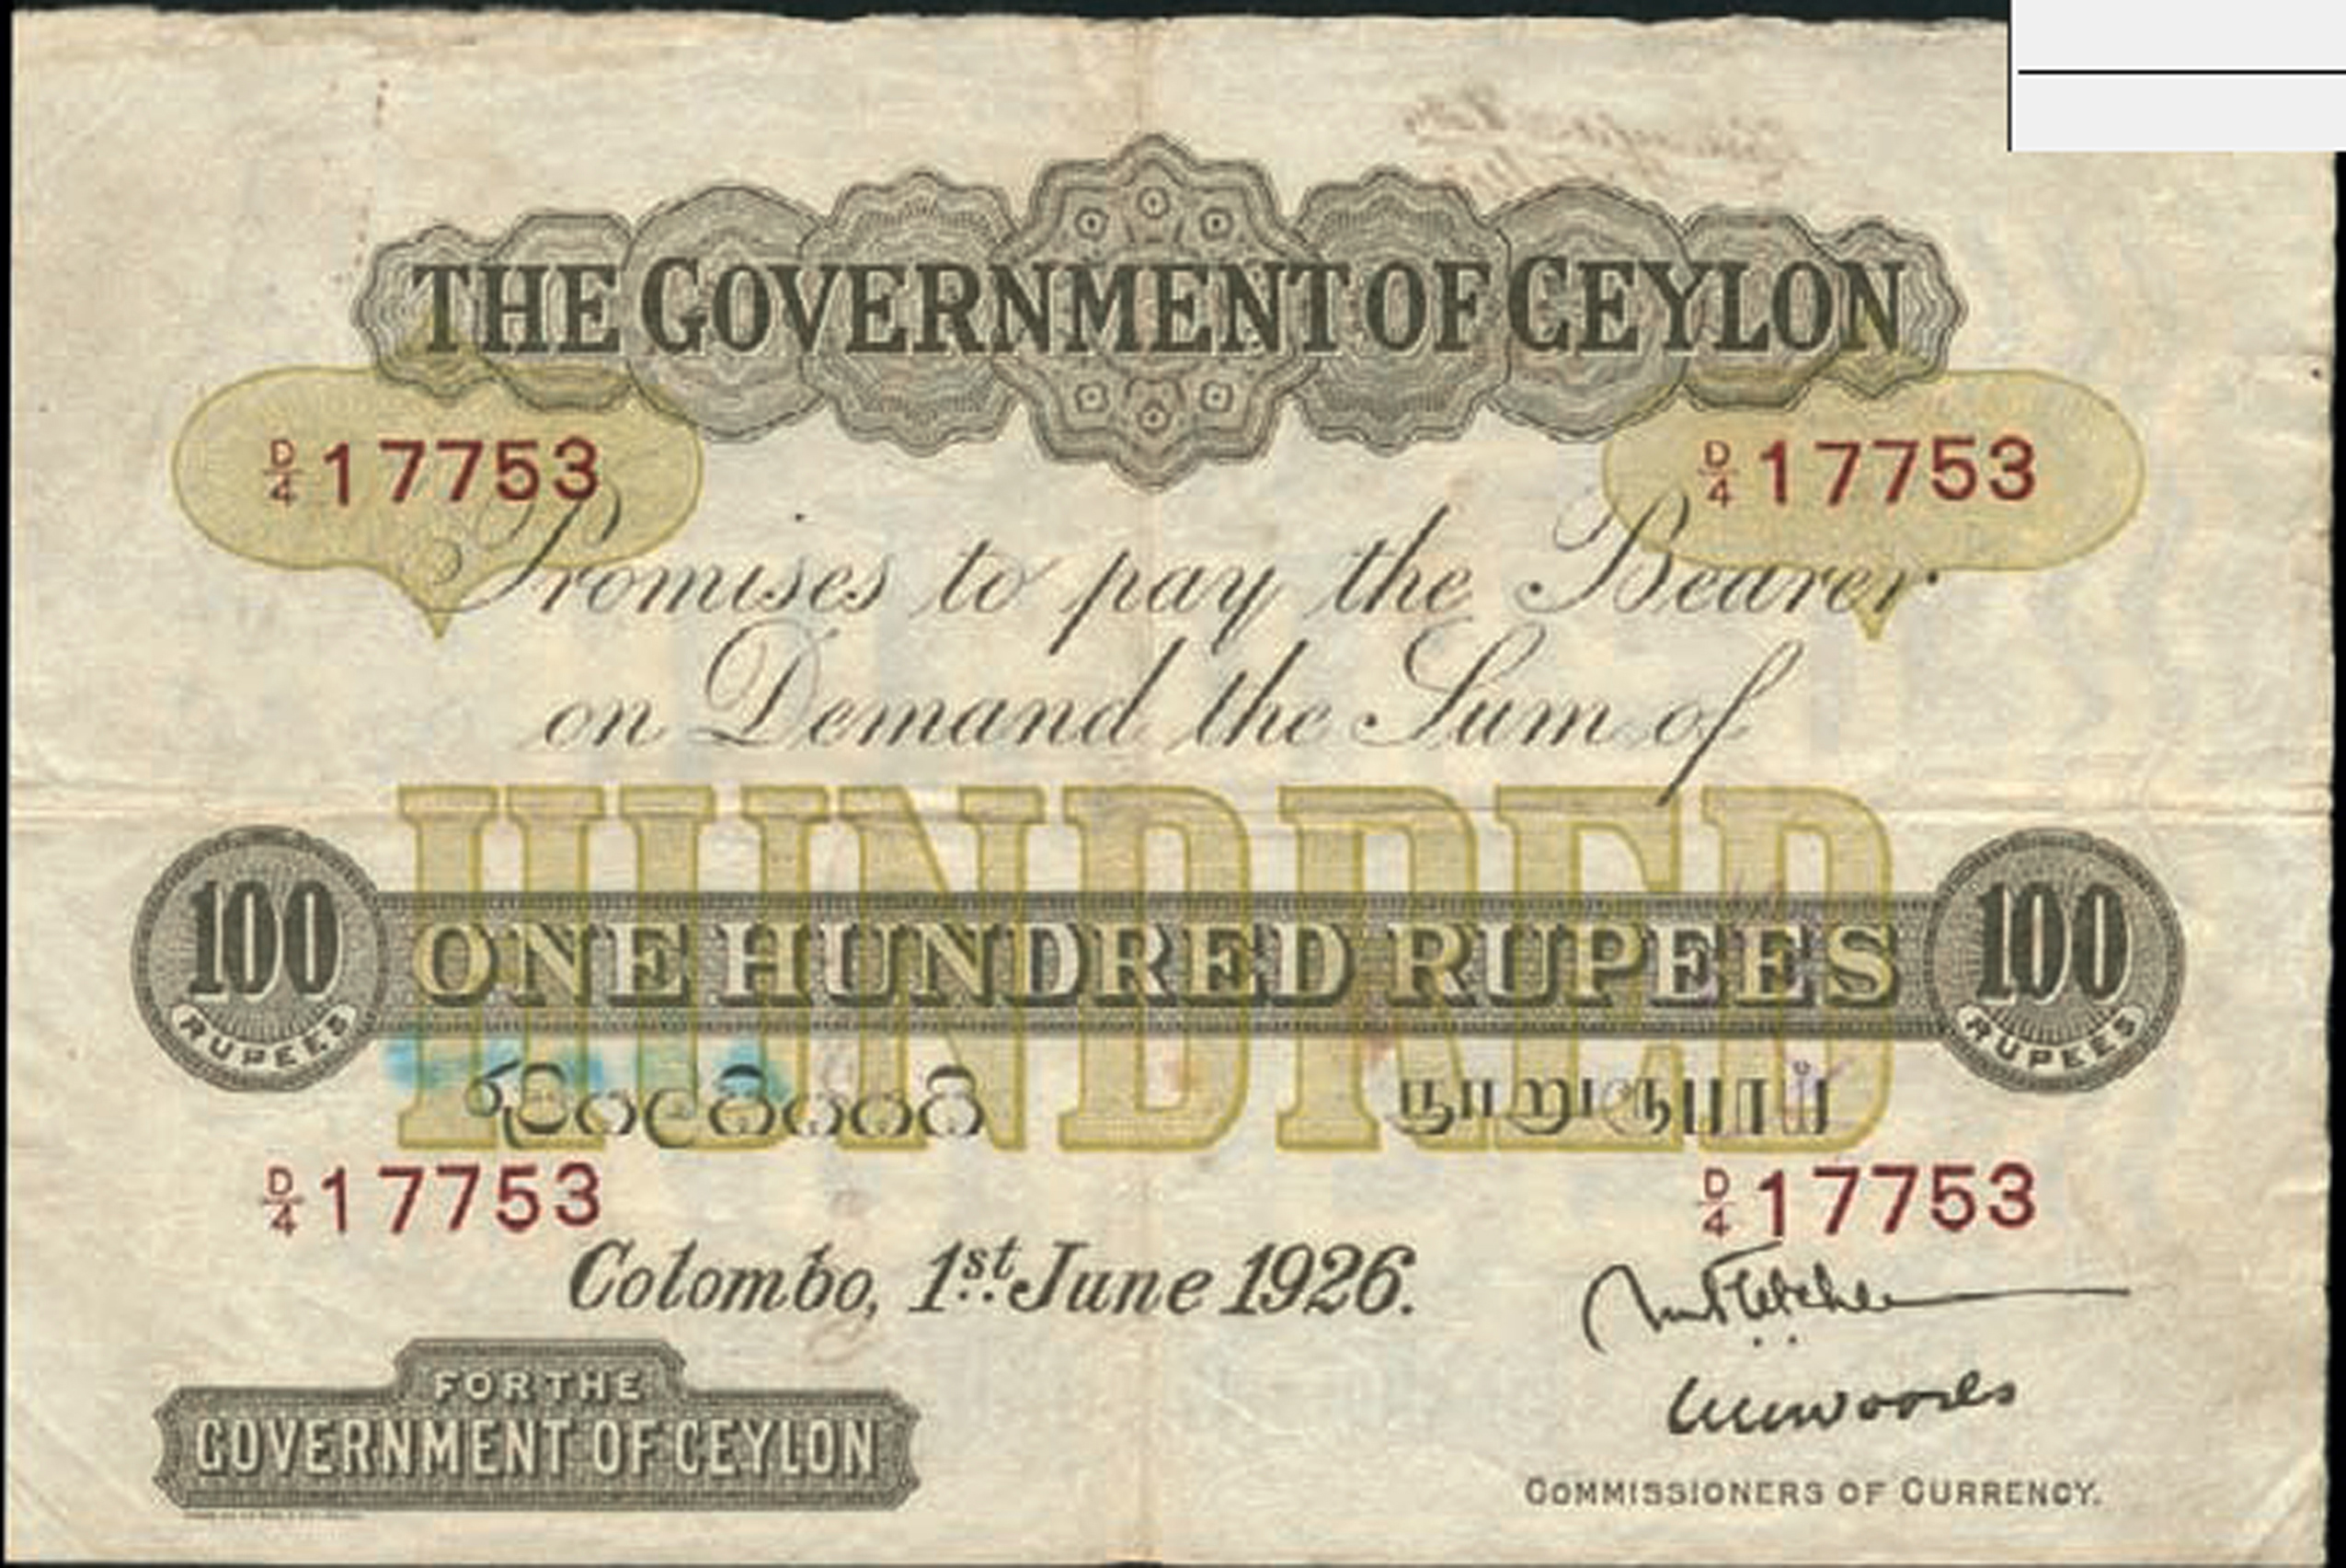 THE GOVERNMENT OF CEYLON
D/4 17753 D/4 17753
Promises to pay the Bearer
on Demand the Sum of
HUNDRED
100 RUPEES ONE HUNDRED RUPEES 100 RUPEES
රුපියල් සියයයි நூறு ரூபாய்
D/4 17753 D/4 17753
Colombo, 1st. June 1926.
FOR THE
GOVERNMENT OF CEYLON
COMMISSIONERS OF CURRENCY.